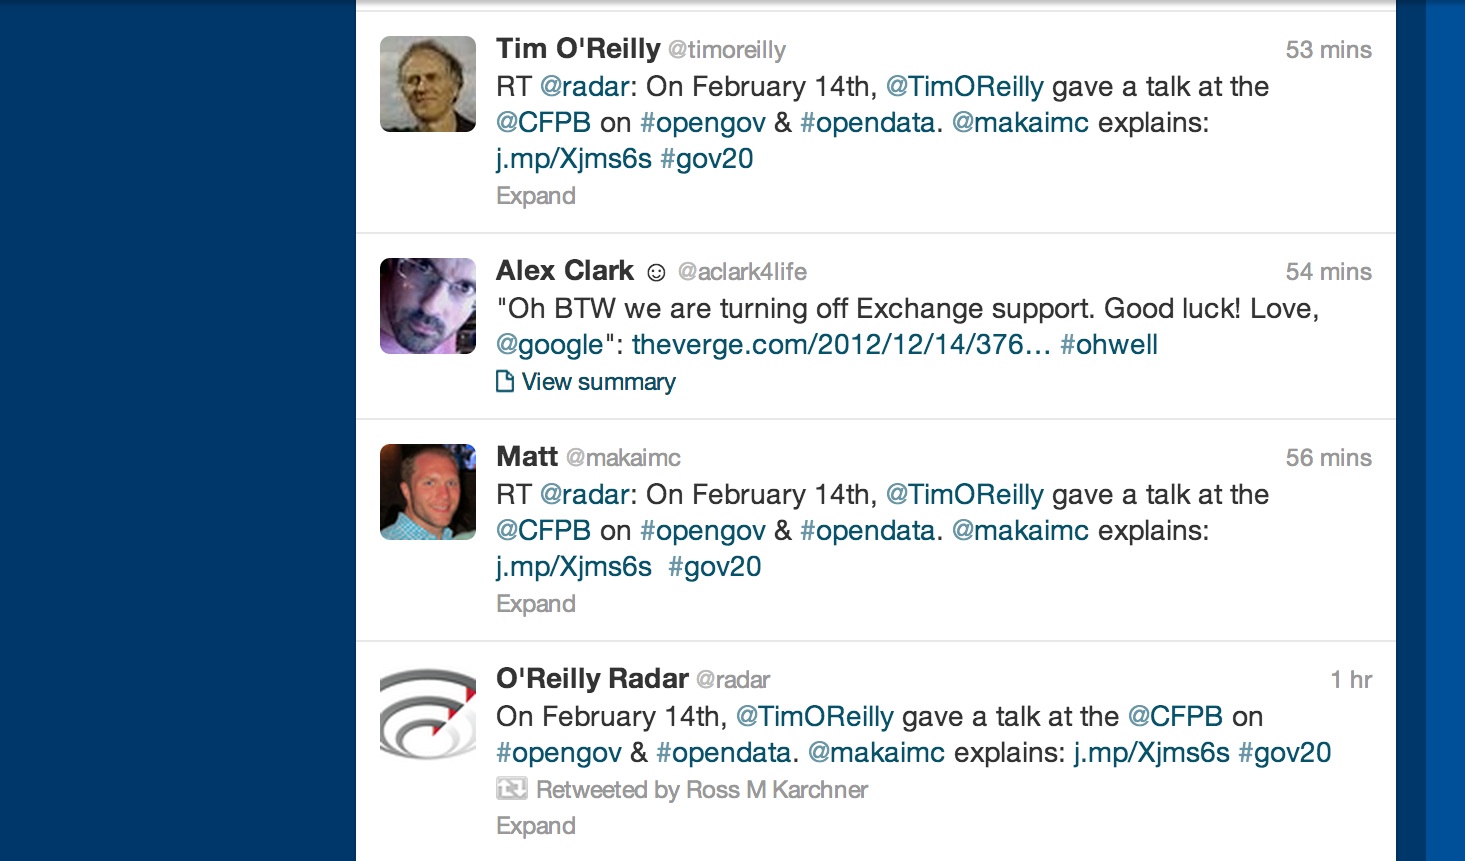 Tim O'Reilly @timoreilly 53 mins
RT @radar: On February 14th, @TimOReilly gave a talk at the
@CFPB on #opengov & #opendata. @makaimc explains:
j.mp/Xjms6s #gov20
Expand
Alex Clark ☺ @aclark4life 54 mins
"Oh BTW we are turning off Exchange support. Good luck! Love,
@google": theverge.com/2012/12/14/376… #ohwell
View summary
Matt @makaimc 56 mins
RT @radar: On February 14th, @TimOReilly gave a talk at the
@CFPB on #opengov & #opendata. @makaimc explains:
j.mp/Xjms6s #gov20
Expand
O'Reilly Radar @radar 1 hr
On February 14th, @TimOReilly gave a talk at the @CFPB on
#opengov & #opendata. @makaimc explains: j.mp/Xjms6s #gov20
Retweeted by Ross M Karchner
Expand